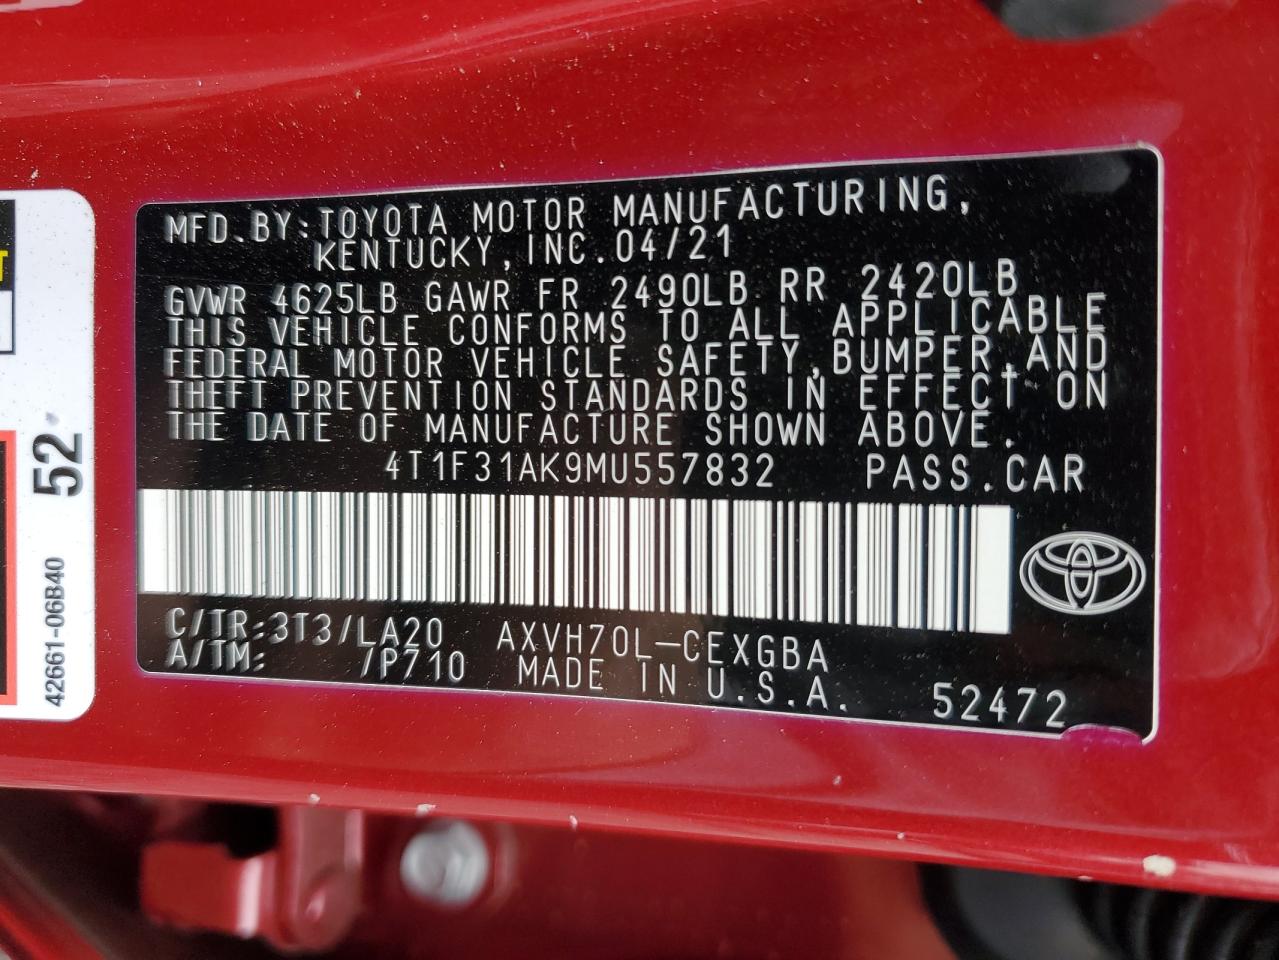 MFD.BY:TOYOTA MOTOR MANUFACTURING,
KENTUCKY,INC.04/21
GVWR 4625LB GAWR FR 2490LB RR 2420LB
THIS VEHICLE CONFORMS TO ALL APPLICABLE
FEDERAL MOTOR VEHICLE SAFETY,BUMPER,AND
THEFT PREVENTION STANDARDS IN EFFECT ON
THE DATE OF MANUFACTURE SHOWN ABOVE.
4T1F31AK9MU557832 PASS.CAR
C/TR:3T3/LA20 AXVH70L-CEXGBA
A/TM: /P710 MADE IN U.S.A. 52472
52
42661-06B40